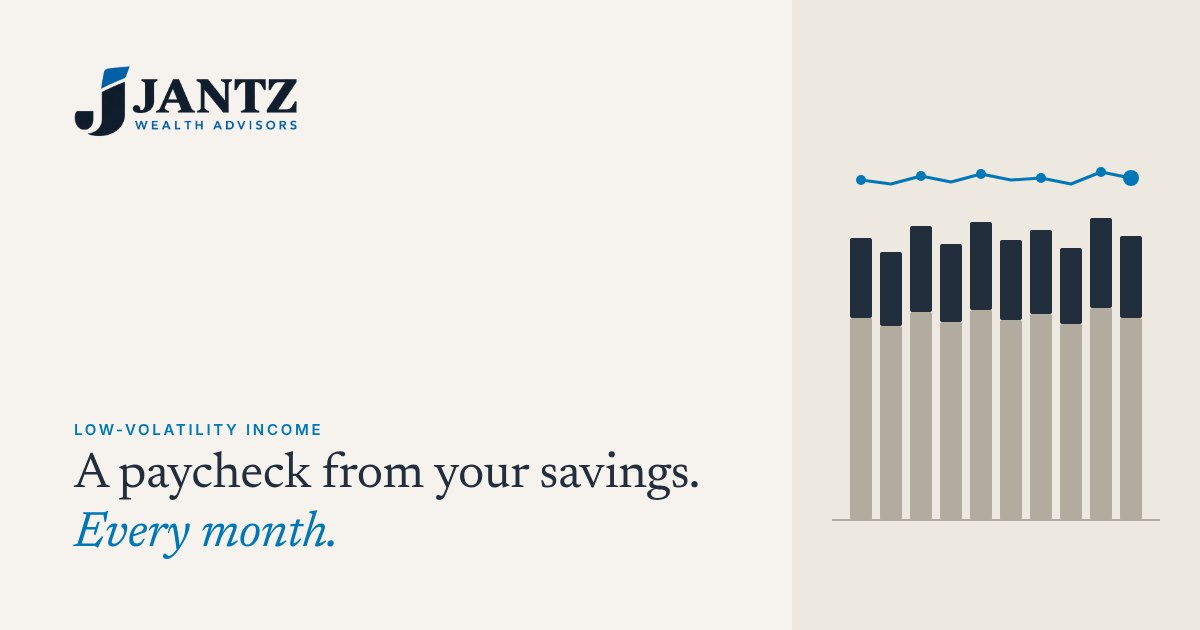 JANTZ
WEALTH ADVISORS
LOW-VOLATILITY INCOME
A paycheck from your savings.
Every month.